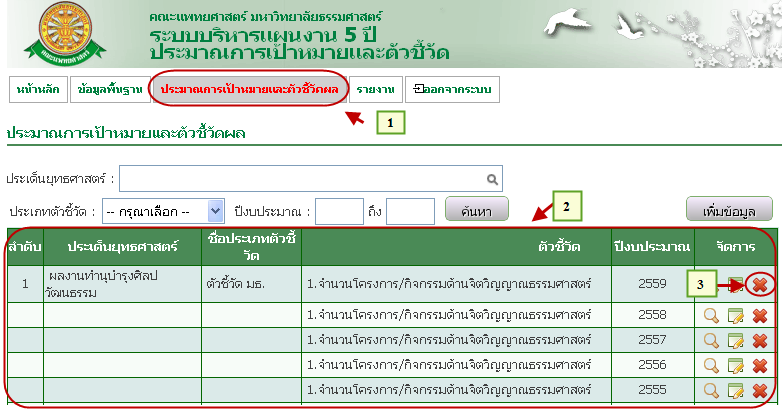 คณะแพทยศาสตร์ มหาวิทยาลัยธรรมศาสตร์
ระบบบริหารแผนงาน 5 ปี
ประมาณการเป้าหมายและตัวชี้วัด
คณะแพทยศาสตร์
หน้าหลัก ข้อมูลพื้นฐาน ประมาณการเป้าหมายและตัวชี้วัดผล รายงาน ออกจากระบบ
1
ประมาณการเป้าหมายและตัวชี้วัดผล
ประเด็นยุทธศาสตร์ :
ประเภทตัวชี้วัด : -- กรุณาเลือก -- ปีงบประมาณ : ถึง ค้นหา 2 เพิ่มข้อมูล
ลำดับ ประเด็นยุทธศาสตร์ ชื่อประเภทตัวชี้วัด ตัวชี้วัด ปีงบประมาณ จัดการ
1 ผลงานทำนุบำรุงศิลป ตัวชี้วัด มธ. 1.จำนวนโครงการ/กิจกรรมด้านจิตวิญญาณธรรมศาสตร์ 2559 3
วัฒนธรรม
1.จำนวนโครงการ/กิจกรรมด้านจิตวิญญาณธรรมศาสตร์ 2558
1.จำนวนโครงการ/กิจกรรมด้านจิตวิญญาณธรรมศาสตร์ 2557
1.จำนวนโครงการ/กิจกรรมด้านจิตวิญญาณธรรมศาสตร์ 2556
1.จำนวนโครงการ/กิจกรรมด้านจิตวิญญาณธรรมศาสตร์ 2555